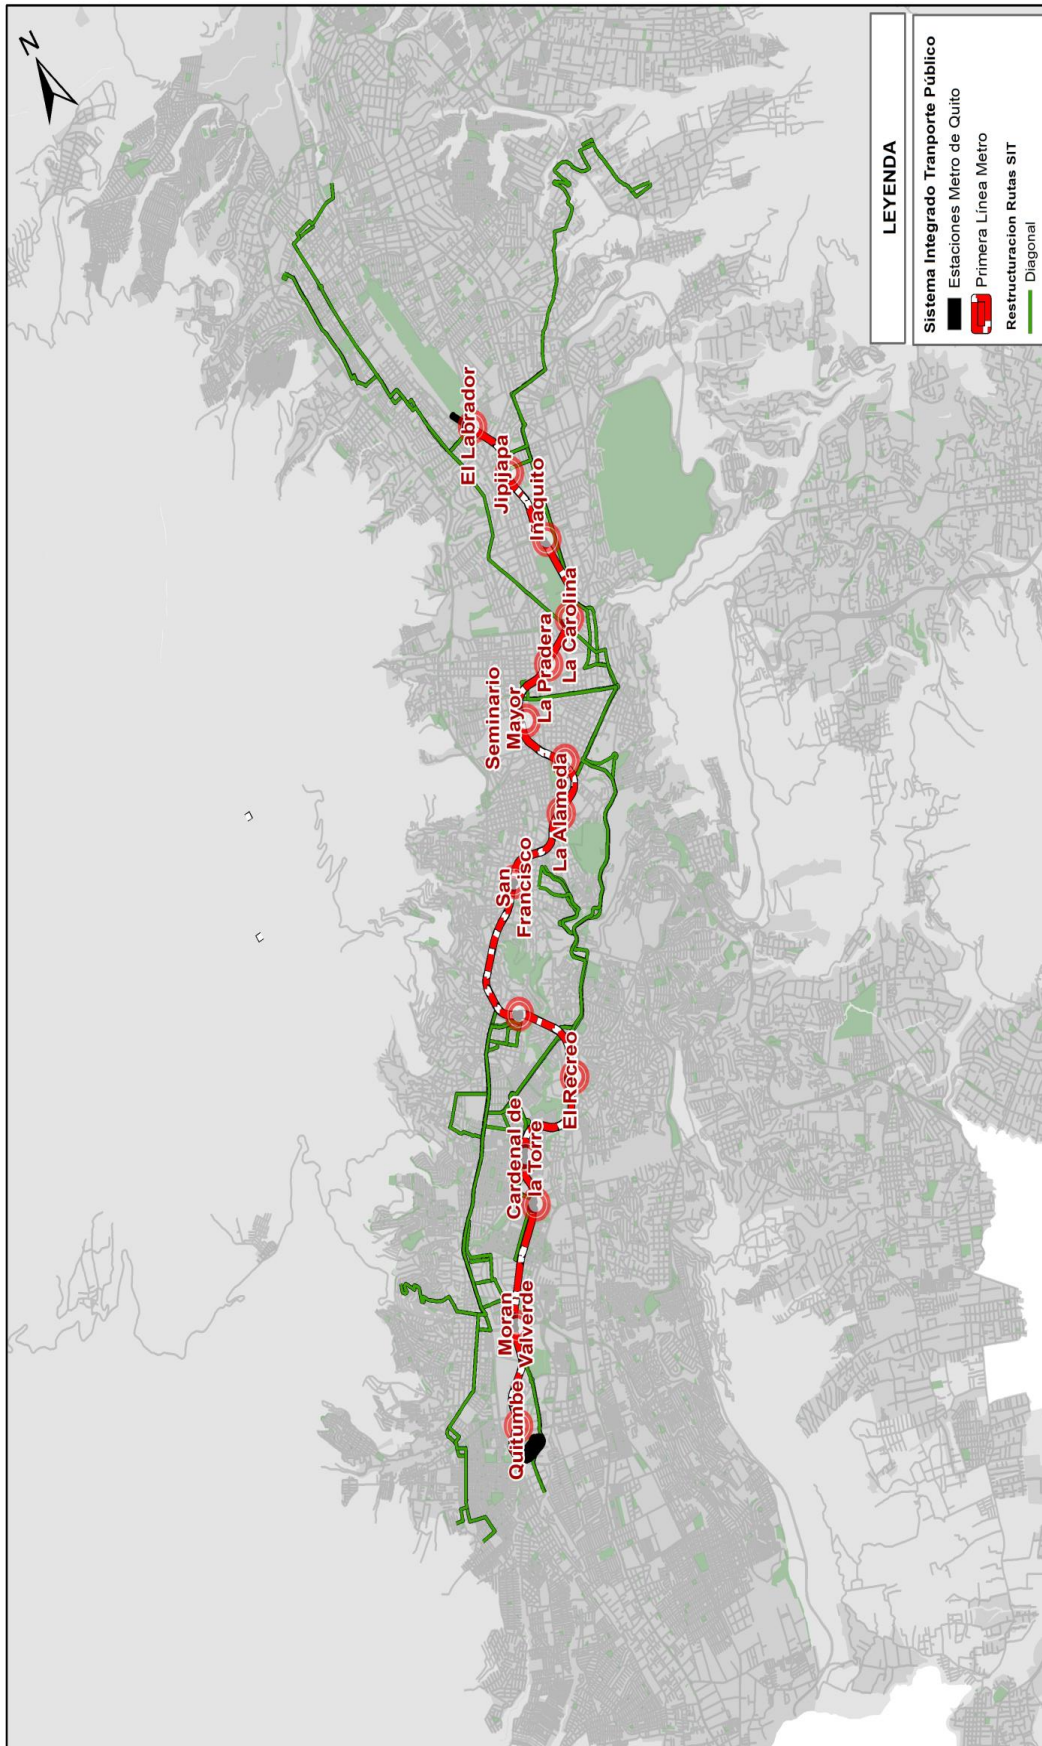 N
El Labrador
Jipijapa
Iñaquito
La Carolina
La Pradera
Seminario
Mayor
La Alameda
San
Francisco
El Recreo
Cardenal de
la Torre
Moran
Valverde
Quitumbe
LEYENDA
Sistema Integrado Tranporte Público
Estaciones Metro de Quito
Primera Línea Metro
Restructuracion Rutas SIT
Diagonal